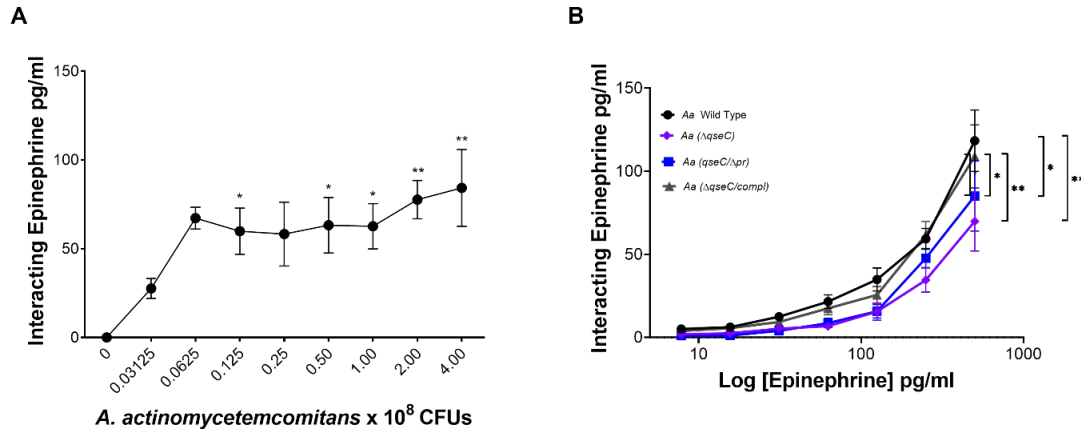 A
Interacting Epinephrine pg/ml
150
100
50
0
* * * ** **
0 0.03125 0.0625 0.125 0.25 0.50 1.00 2.00 4.00
A. actinomycetemcomitans x 10⁸ CFUs
B
Interacting Epinephrine pg/ml
150
100
50
0
Aa Wild Type
Aa (ΔqseC)
Aa (qseC/Δpr)
Aa (ΔqseC/compl)
* ** * **
10 100 1000
Log [Epinephrine] pg/ml